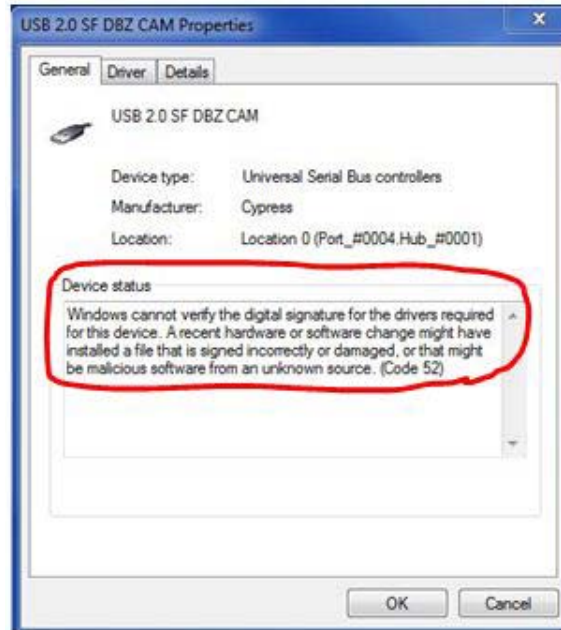 USB 2.0 SF DBZ CAM Properties
General Driver Details
USB 2.0 SF DBZ CAM
Device type: Universal Serial Bus controllers
Manufacturer: Cypress
Location: Location 0 (Port_#0004.Hub_#0001)
Device status
Windows cannot verify the digital signature for the drivers required
for this device. A recent hardware or software change might have
installed a file that is signed incorrectly or damaged, or that might
be malicious software from an unknown source. (Code 52)
OK Cancel